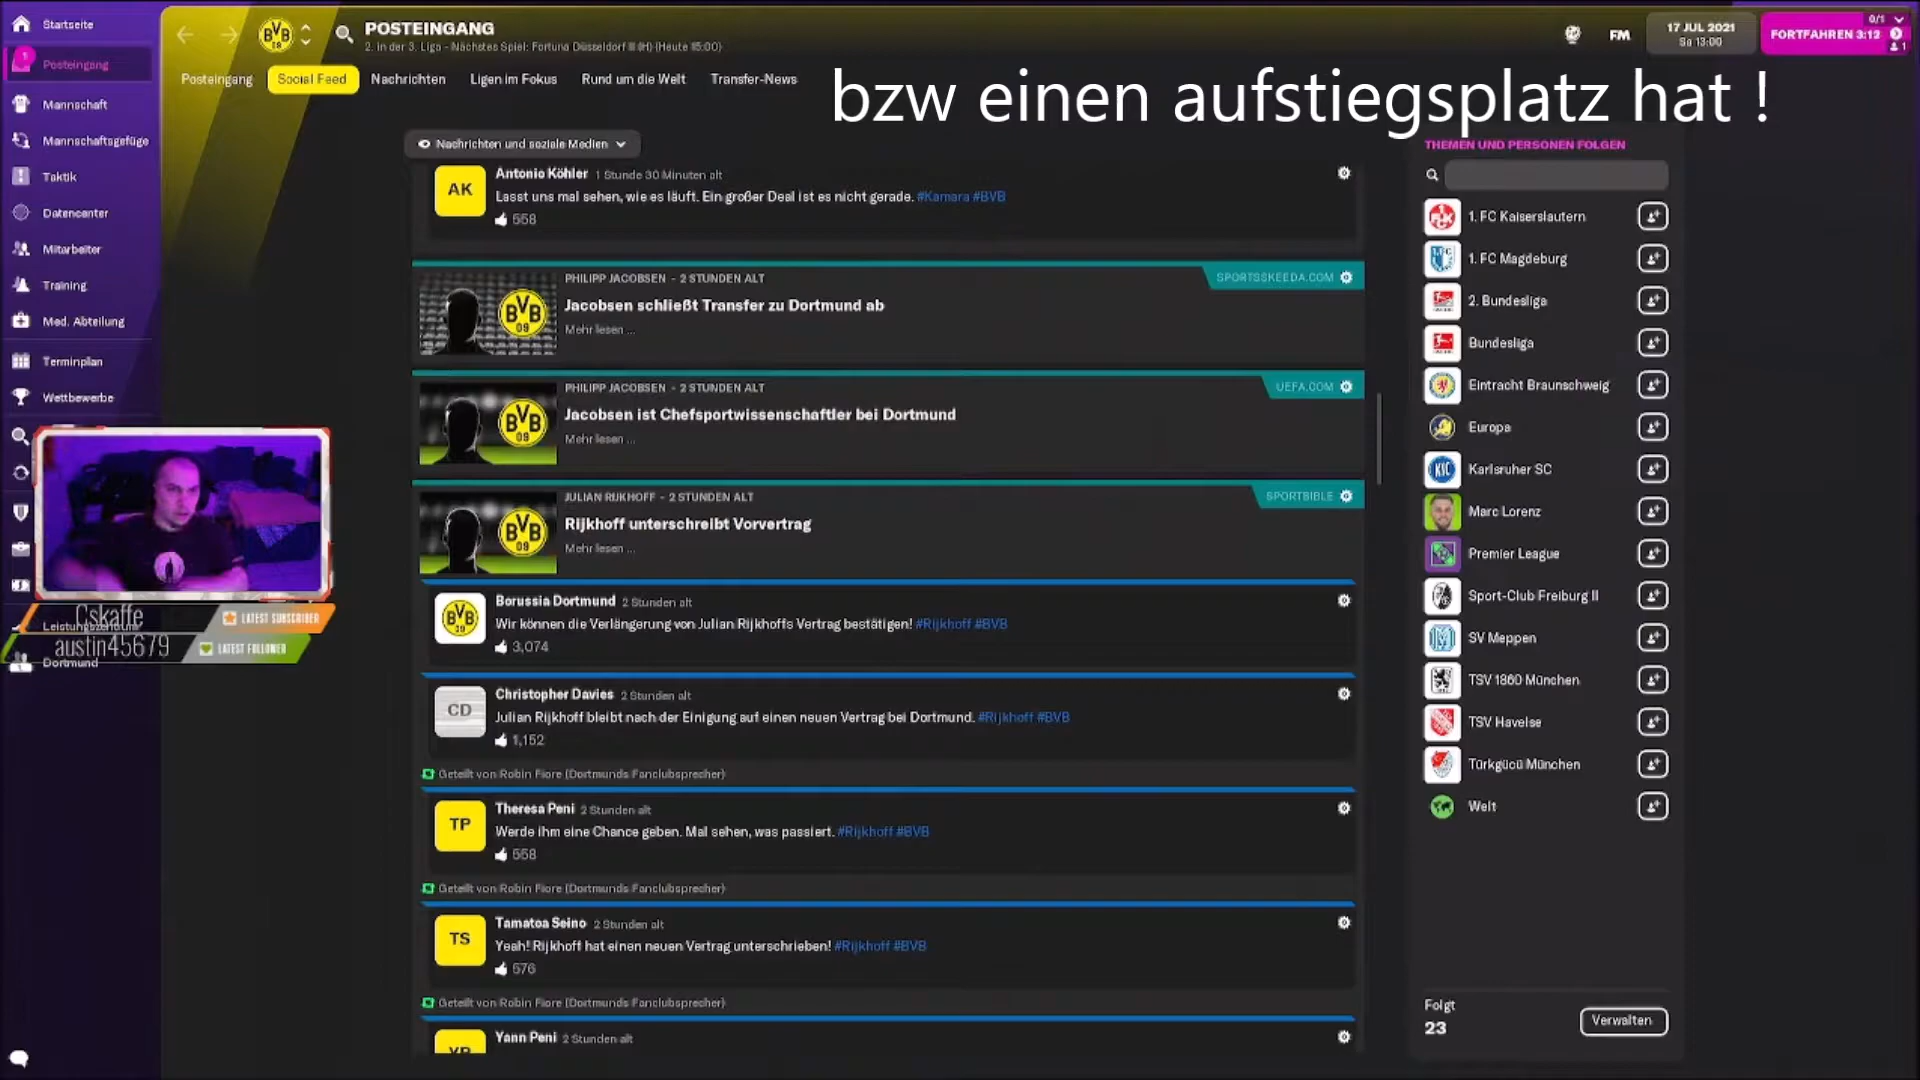 Startseite
Posteingang
Mannschaft
Mannschaftsgefüge
Taktik
Datencenter
Mitarbeiter
Training
Med. Abteilung
Terminplan
Wettbewerbe
Cskaffe
LATEST SUBSCRIBER
austin45679
LATEST FOLLOWER
Dortmund
POSTEINGANG
2. in der 3. Liga - Nächstes Spiel: Fortuna Düsseldorf II (H) (Heute 15:00)
FM
17 JUL 2021
Sa 13:00
0/1
FORTFAHREN 3:12
1
Posteingang
Social Feed
Nachrichten
Ligen im Fokus
Rund um die Welt
Transfer-News
bzw einen aufstiegsplatz hat !
Nachrichten und soziale Medien
AK
Antonio Köhler 1 Stunde 30 Minuten alt
Lasst uns mal sehen, wie es läuft. Ein großer Deal ist es nicht gerade. #Kamara #BVB
558
PHILIPP JACOBSEN - 2 STUNDEN ALT
SPORTSKEEDA.COM
Jacobsen schließt Transfer zu Dortmund ab
Mehr lesen ...
PHILIPP JACOBSEN - 2 STUNDEN ALT
UEFA.COM
Jacobsen ist Chefsportwissenschaftler bei Dortmund
Mehr lesen ...
JULIAN RIJKHOFF - 2 STUNDEN ALT
SPORTBIBLE
Rijkhoff unterschreibt Vorvertrag
Mehr lesen ...
Borussia Dortmund 2 Stunden alt
Wir können die Verlängerung von Julian Rijkhoffs Vertrag bestätigen! #Rijkhoff #BVB
3,074
CD
Christopher Davies 2 Stunden alt
Julian Rijkhoff bleibt nach der Einigung auf einen neuen Vertrag bei Dortmund. #Rijkhoff #BVB
1,152
Geteilt von Robin Fiore (Dortmunds Fanclubsprecher)
TP
Theresa Peni 2 Stunden alt
Werde ihm eine Chance geben. Mal sehen, was passiert. #Rijkhoff #BVB
558
Geteilt von Robin Fiore (Dortmunds Fanclubsprecher)
TS
Tamatoa Seino 2 Stunden alt
Yeah! Rijkhoff hat einen neuen Vertrag unterschrieben! #Rijkhoff #BVB
576
Geteilt von Robin Fiore (Dortmunds Fanclubsprecher)
YP
Yann Peni 2 Stunden alt
THEMEN UND PERSONEN FOLGEN
1. FC Kaiserslautern
1. FC Magdeburg
2. Bundesliga
Bundesliga
Eintracht Braunschweig
Europa
Karlsruher SC
Marc Lorenz
Premier League
Sport-Club Freiburg II
SV Meppen
TSV 1860 München
TSV Havelse
Türkgücü München
Welt
Folgt
23
Verwalten